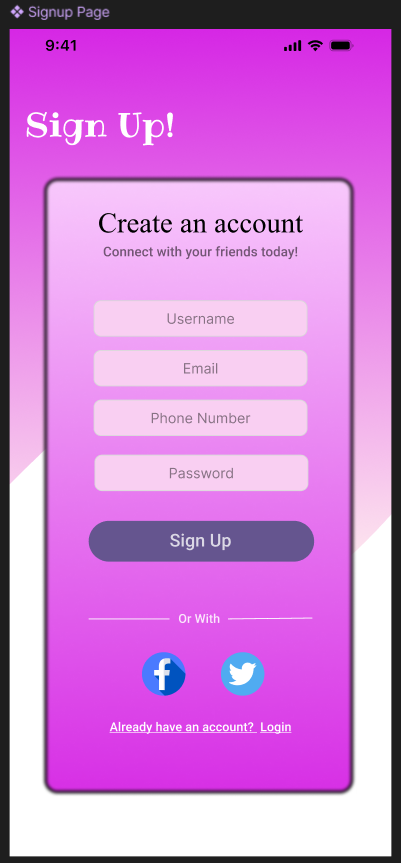 Signup Page
9:41
Sign Up!
Create an account
Connect with your friends today!
Username
Email
Phone Number
Password
Sign Up
Or With
Already have an account? Login